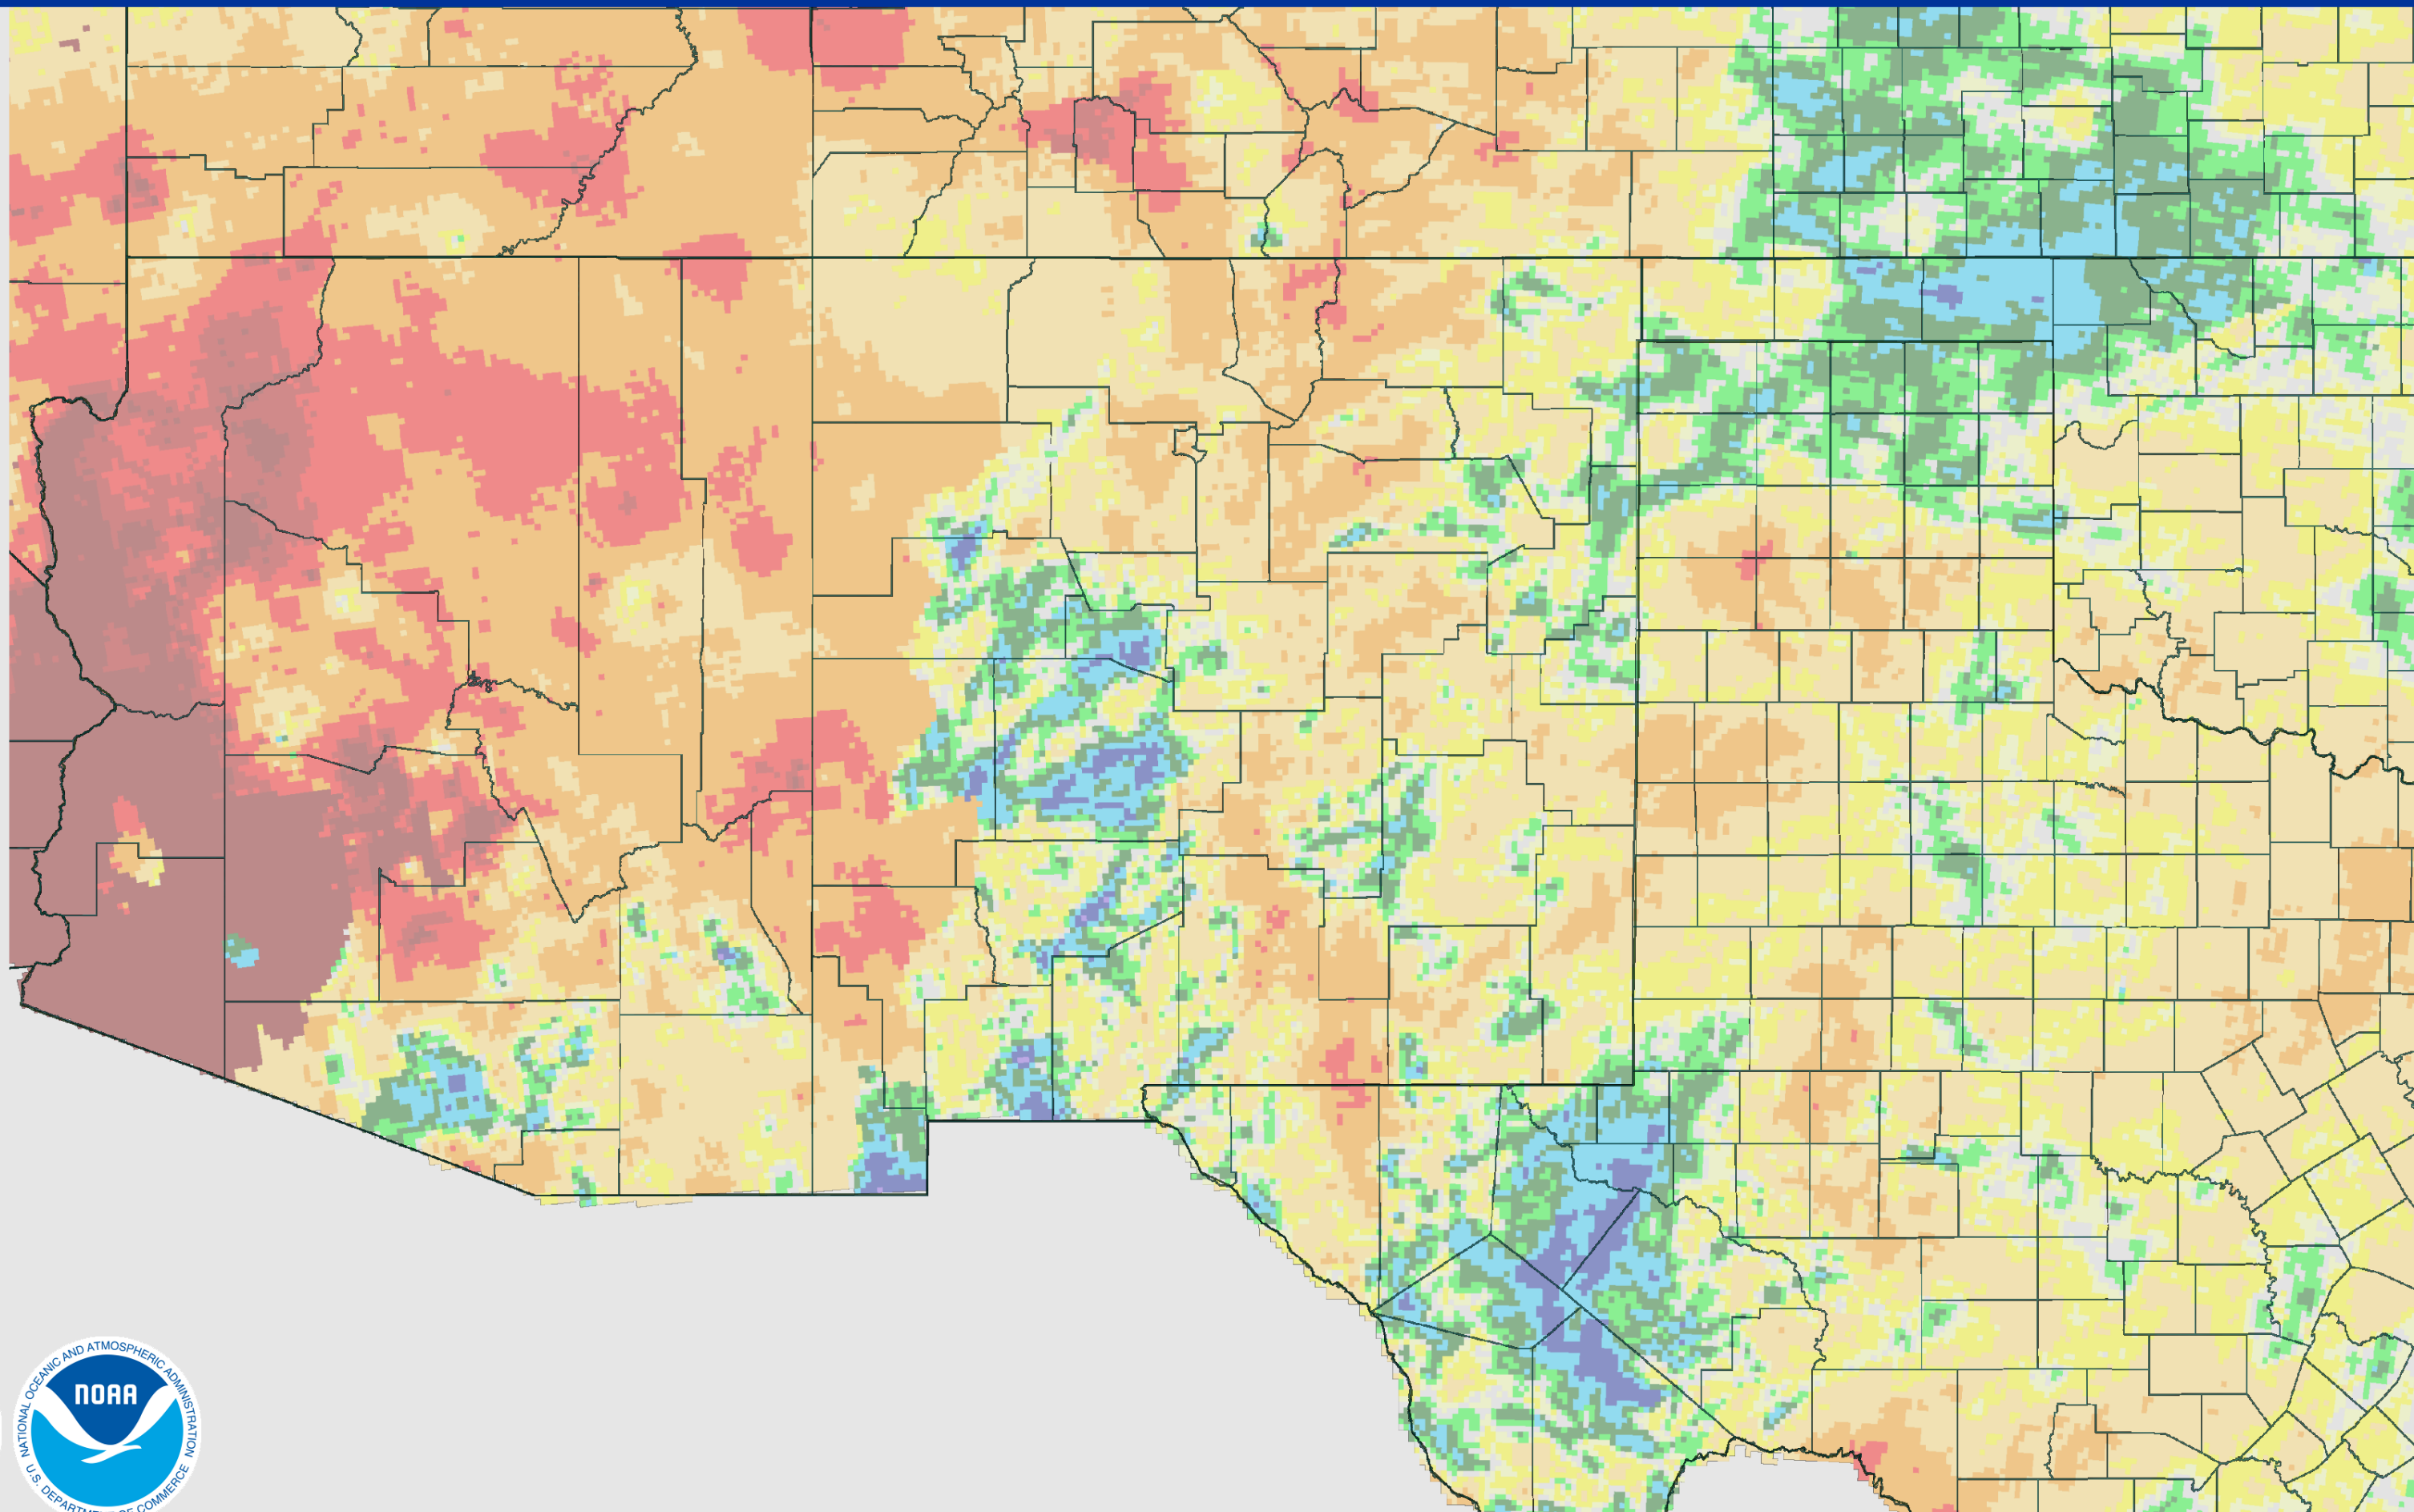 NATIONAL OCEANIC AND ATMOSPHERIC ADMINISTRATION
NOAA
U.S. DEPARTMENT OF COMMERCE